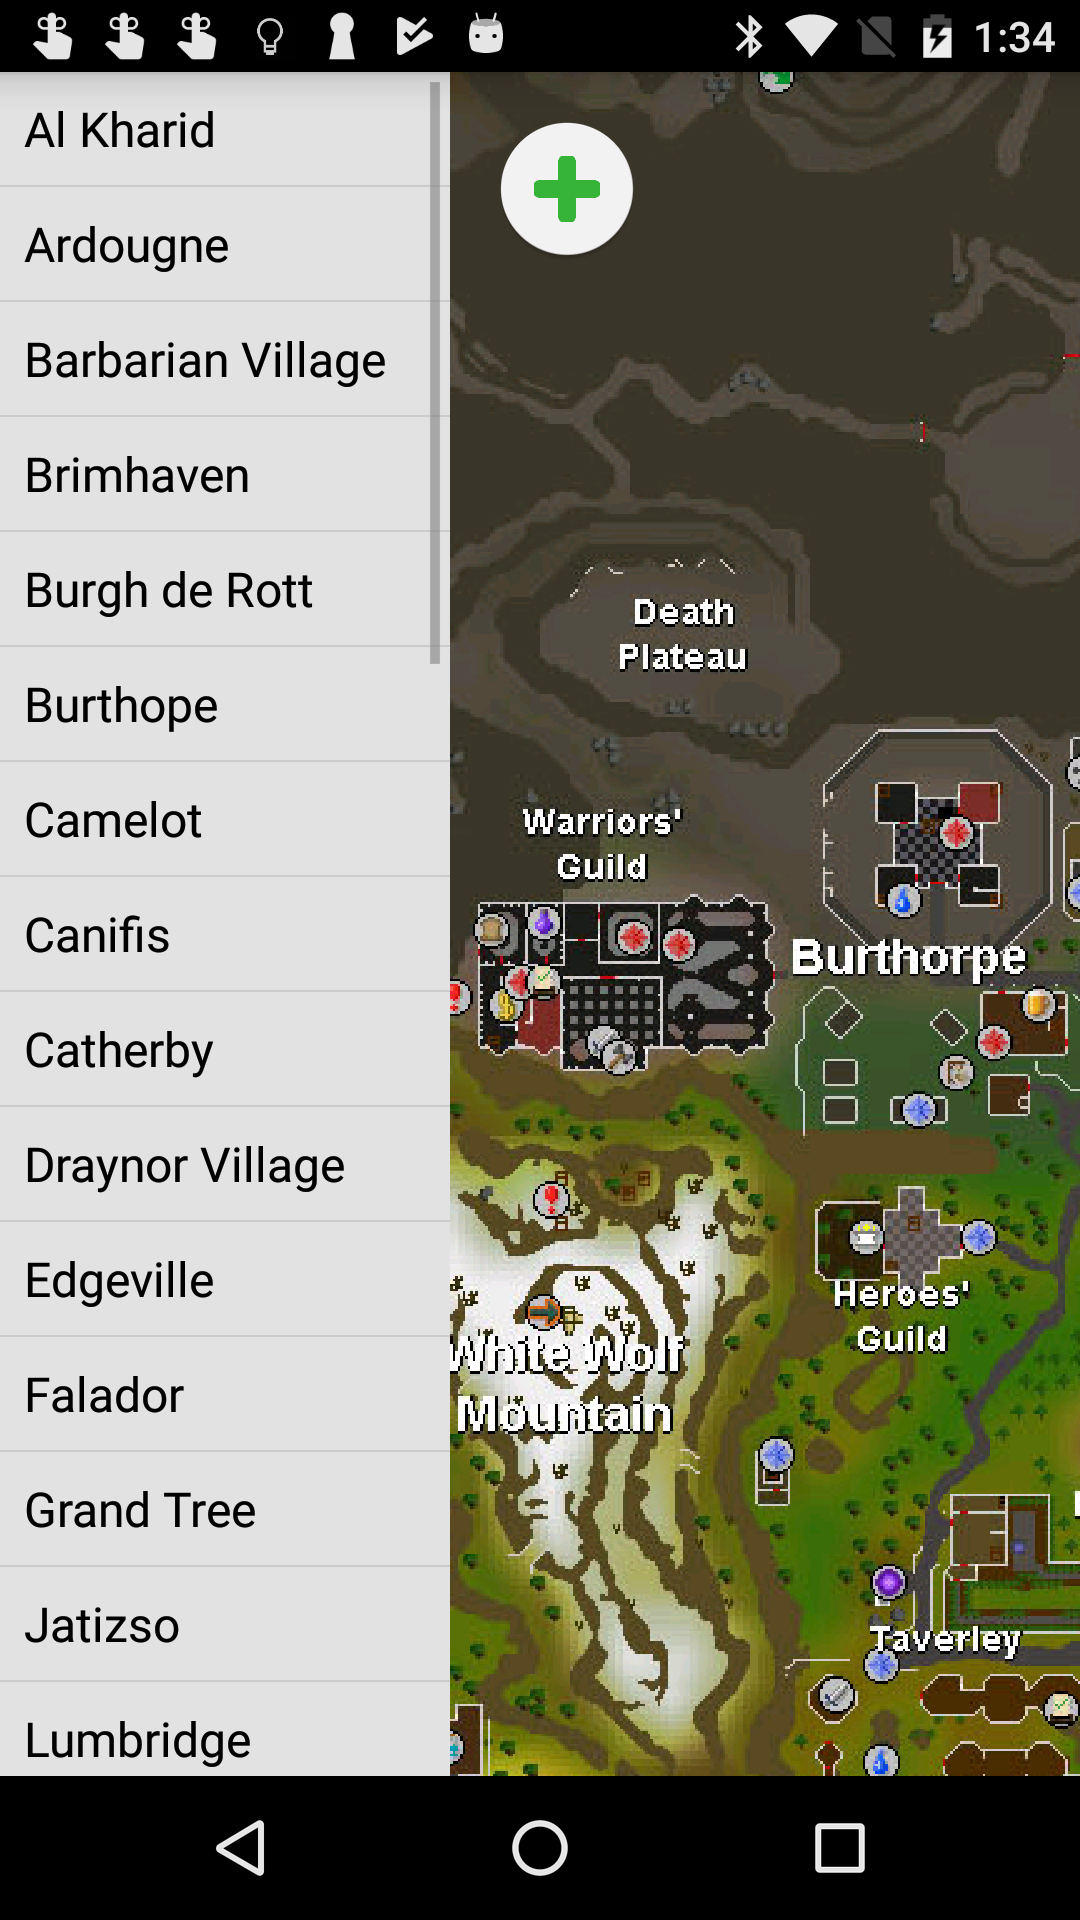 1:34
Al Kharid
Ardougne
Barbarian Village
Brimhaven
Burgh de Rott
Burthope
Camelot
Canifis
Catherby
Draynor Village
Edgeville
Falador
Grand Tree
Jatizso
Lumbridge
Death
Plateau
Warriors'
Guild
Burthorpe
Heroes'
Guild
White Wolf
Mountain
Taverley